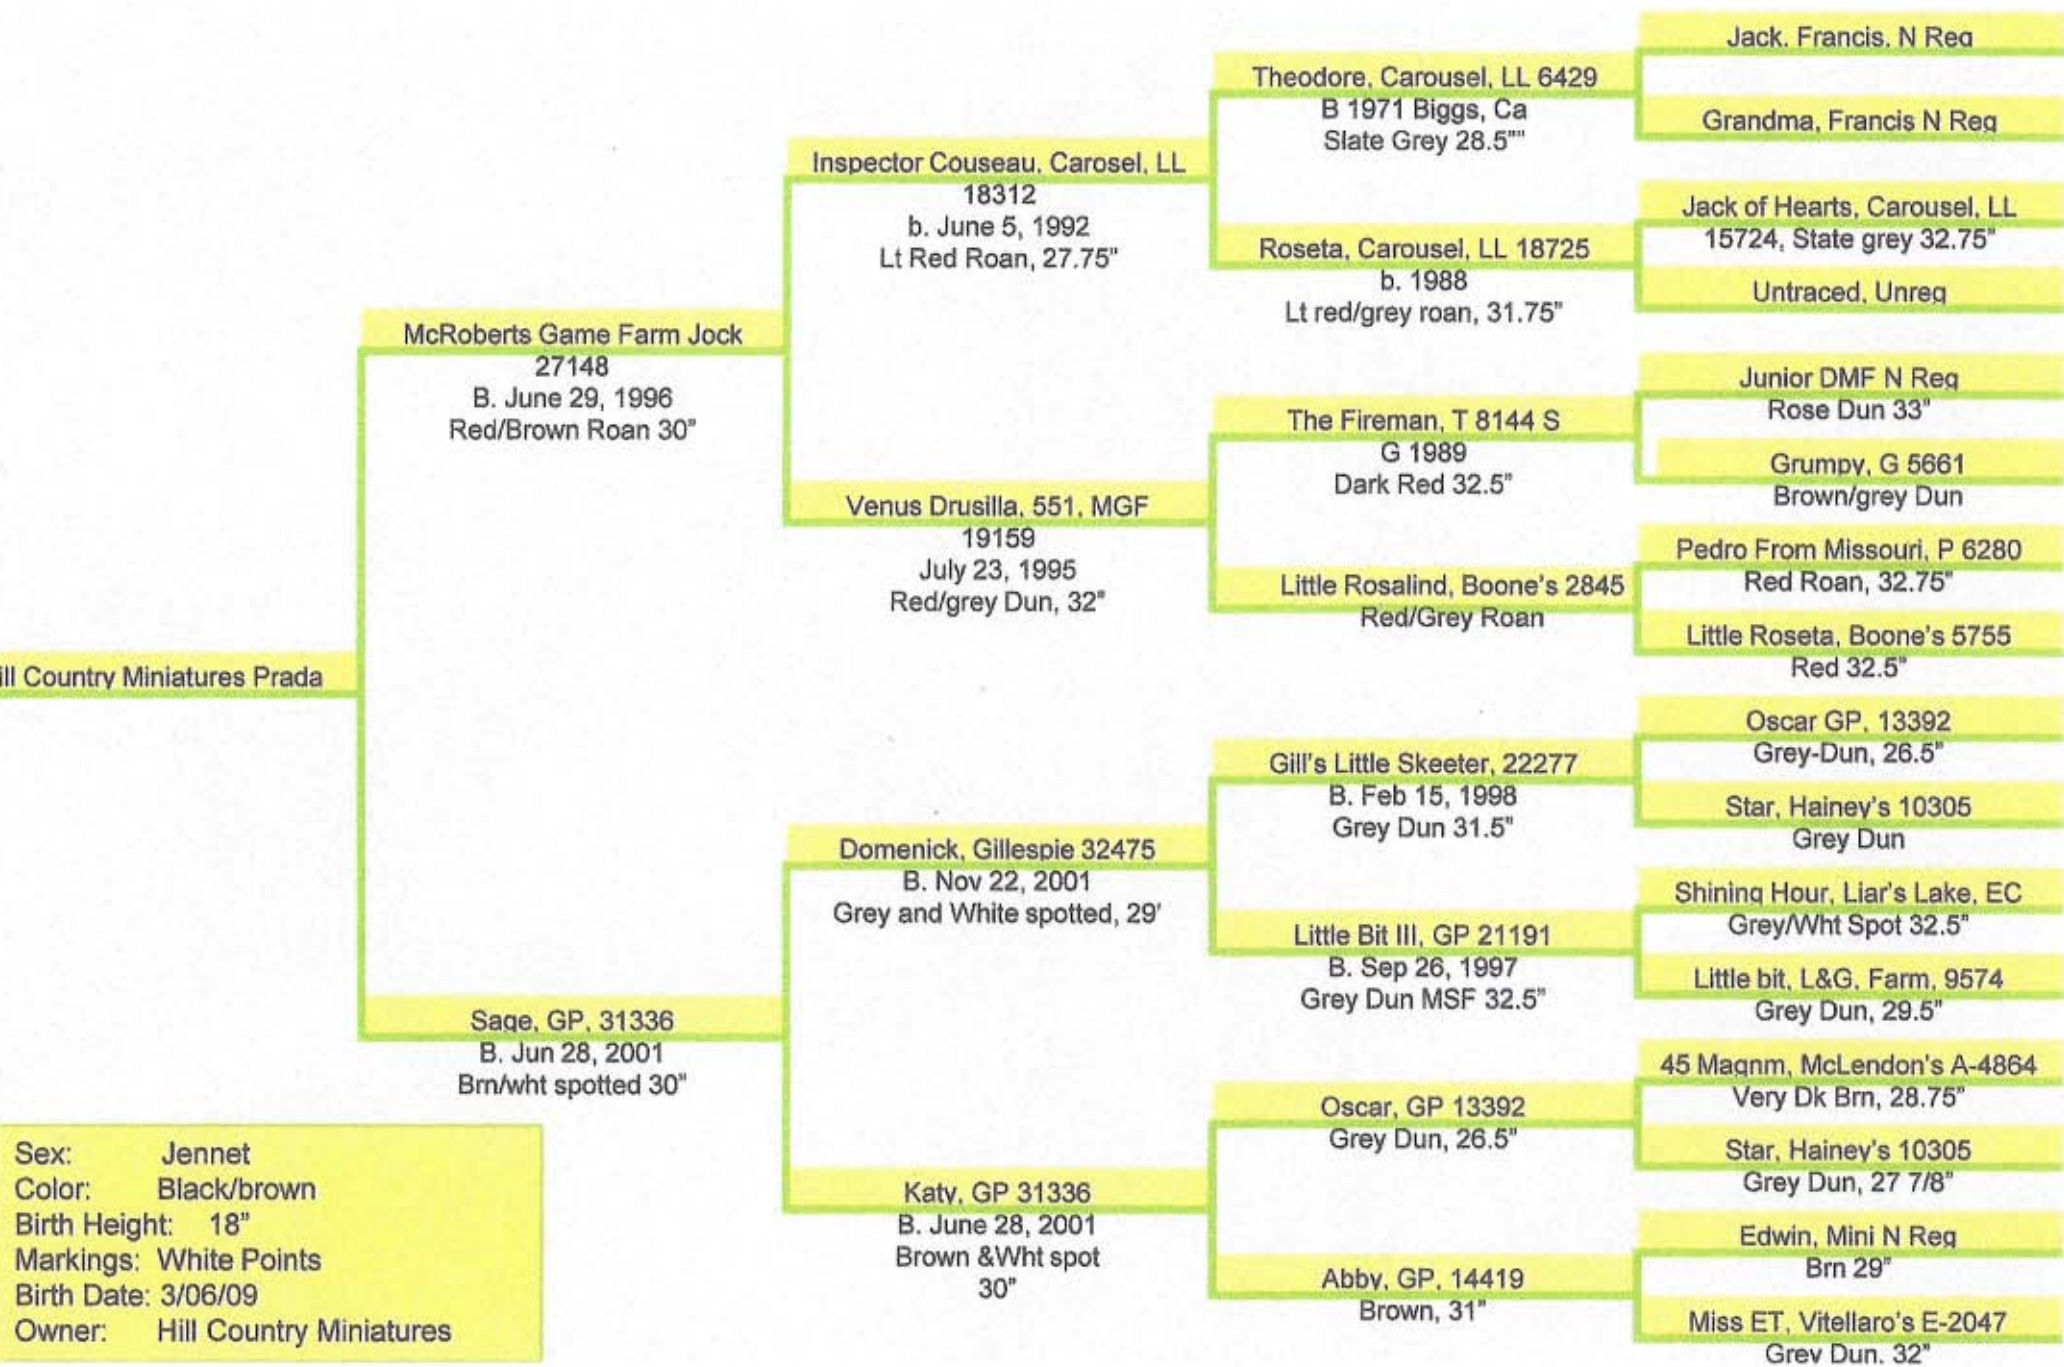 Jack. Francis. N Reg
Theodore, Carousel, LL 6429
B 1971 Biggs, Ca
Slate Grey 28.5""
Grandma, Francis N Reg
Inspector Couseau, Carosel, LL
18312
b. June 5, 1992
Lt Red Roan, 27.75"
Jack of Hearts, Carousel, LL
15724, State grey 32.75"
Roseta, Carousel, LL 18725
b. 1988
Lt red/grey roan, 31.75"
Untraced, Unreg
McRoberts Game Farm Jock
27148
B. June 29, 1996
Red/Brown Roan 30"
Junior DMF N Reg
Rose Dun 33"
The Fireman, T 8144 S
G 1989
Dark Red 32.5"
Grumpy, G 5661
Brown/grey Dun
Venus Drusilla, 551, MGF
19159
July 23, 1995
Red/grey Dun, 32"
Pedro From Missouri, P 6280
Red Roan, 32.75"
Little Rosalind, Boone's 2845
Red/Grey Roan
Little Roseta, Boone's 5755
Red 32.5"
ill Country Miniatures Prada
Oscar GP, 13392
Grey-Dun, 26.5"
Gill's Little Skeeter, 22277
B. Feb 15, 1998
Grey Dun 31.5"
Star, Hainey's 10305
Grey Dun
Domenick, Gillespie 32475
B. Nov 22, 2001
Grey and White spotted, 29'
Shining Hour, Liar's Lake, EC
Grey/Wht Spot 32.5"
Little Bit III, GP 21191
B. Sep 26, 1997
Grey Dun MSF 32.5"
Little bit, L&G, Farm, 9574
Grey Dun, 29.5"
Sage, GP, 31336
B. Jun 28, 2001
Brn/wht spotted 30"
45 Magnm, McLendon's A-4864
Very Dk Brn, 28.75"
Oscar, GP 13392
Grey Dun, 26.5"
Star, Hainey's 10305
Grey Dun, 27 7/8"
Katy, GP 31336
B. June 28, 2001
Brown &Wht spot
30"
Edwin, Mini N Reg
Brn 29"
Abby, GP, 14419
Brown, 31"
Miss ET, Vitellaro's E-2047
Grey Dun, 32"
Sex: Jennet
Color: Black/brown
Birth Height: 18"
Markings: White Points
Birth Date: 3/06/09
Owner: Hill Country Miniatures